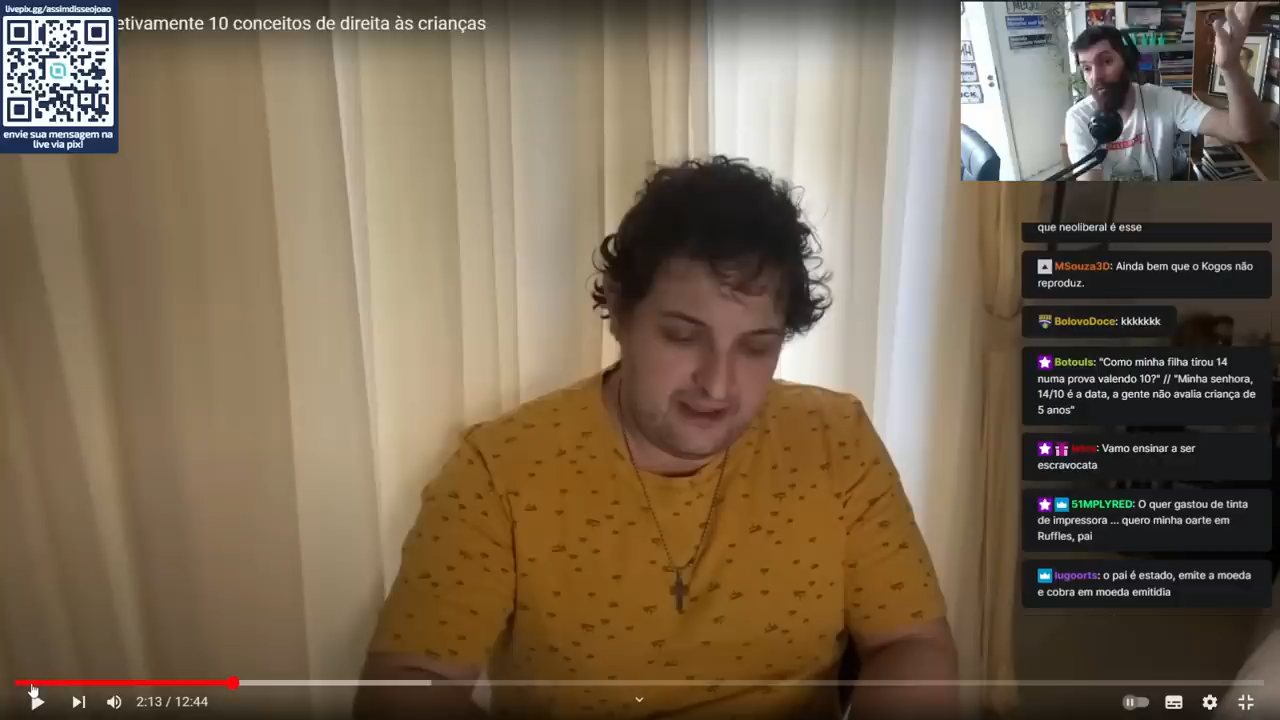 livepix.gg/assimdisseojoao
etivamente 10 conceitos de direita às crianças
envie sua mensagem na
live via pix!
que neoliberal é esse
MSouza3D: Ainda bem que o Kogos não
reproduz.
BolovoDoce: kkkkkkk
Botouls: "Como minha filha tirou 14
numa prova valendo 10?" // "Minha senhora,
14/10 é a data, a gente não avalia criança de
5 anos"
: Vamo ensinar a ser
escravocata
51MPLYRED: O quer gastou de tinta
de impressora ... quero minha oarte em
Ruffles, pai
lugoorts: o pai é estado, emite a moeda
e cobra em moeda emitidia
2:13 / 12:44